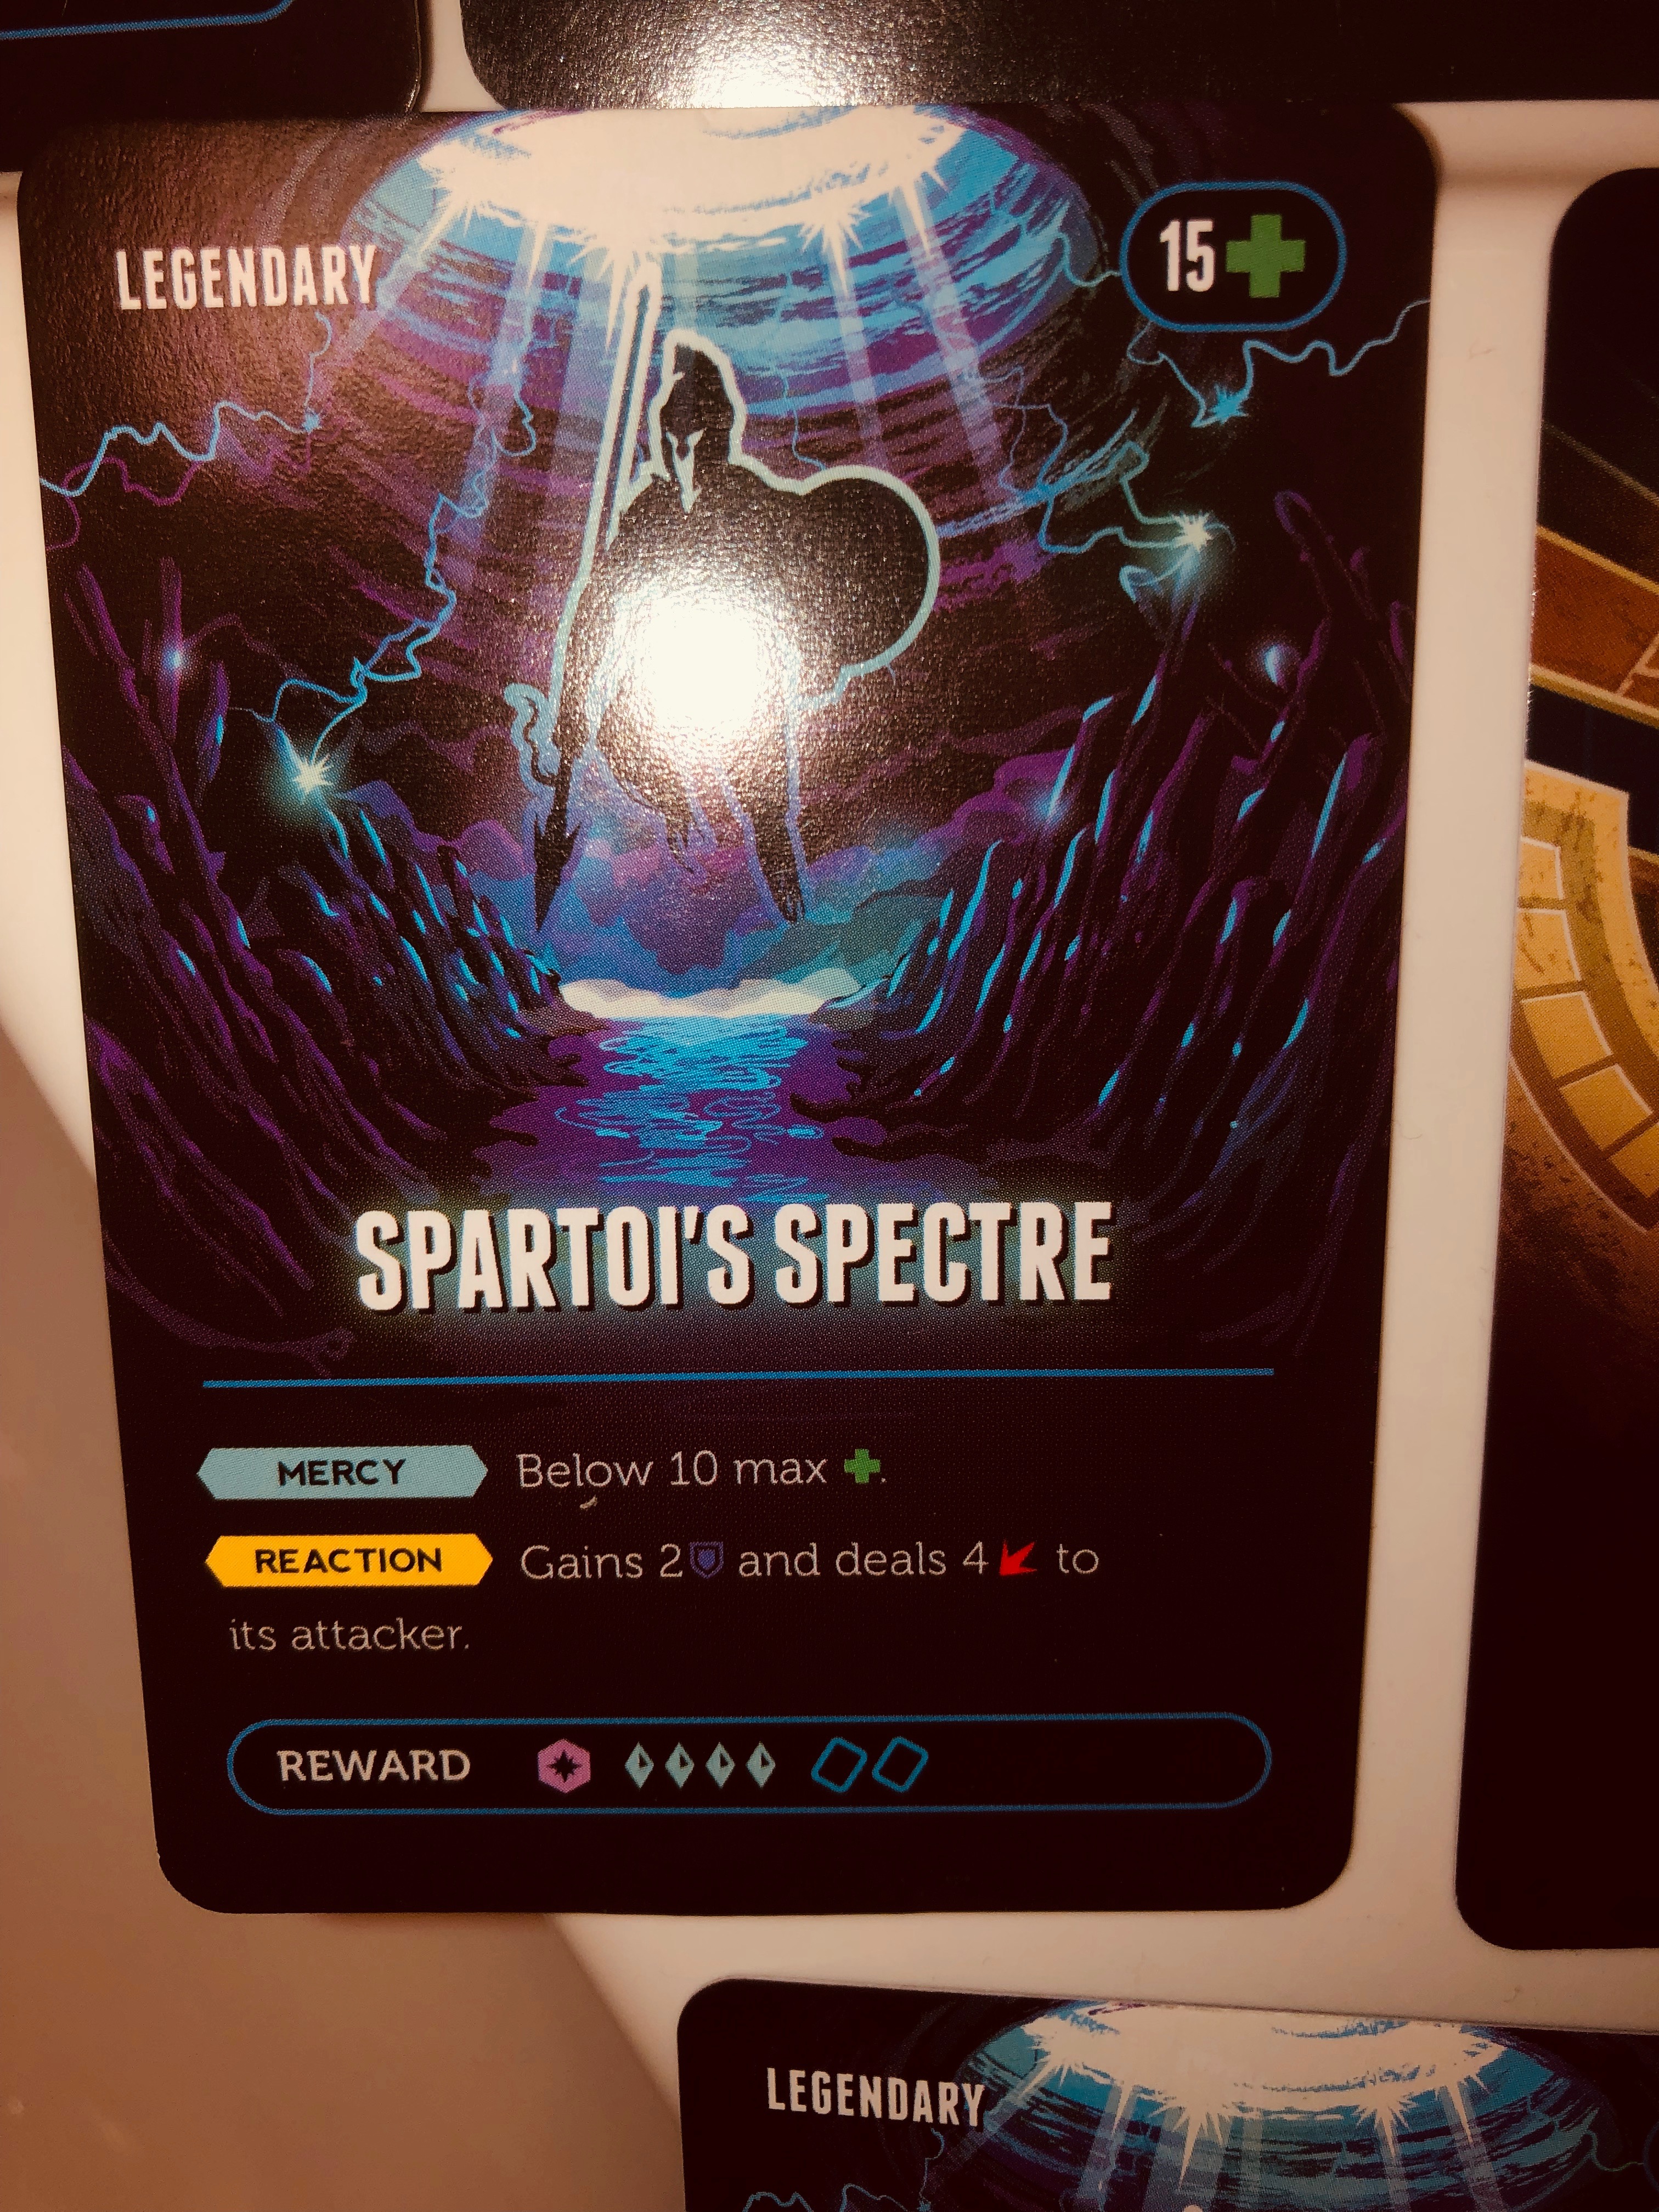 LEGENDARY
15
SPARTOI'S SPECTRE
MERCY Below 10 max .
REACTION Gains 2 and deals 4 to
its attacker.
REWARD
LEGENDARY